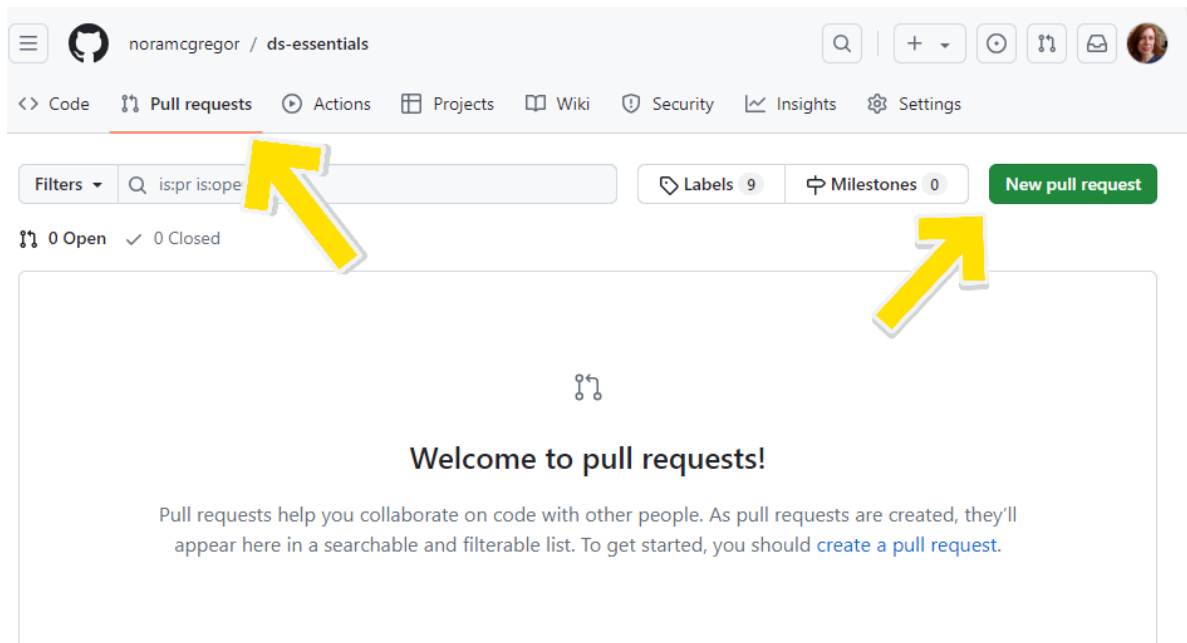 noramcgregor / ds-essentials
<> Code Pull requests Actions Projects Wiki Security Insights Settings
Filters is:pr is:ope Labels 9 Milestones 0 New pull request
0 Open 0 Closed
Welcome to pull requests!
Pull requests help you collaborate on code with other people. As pull requests are created, they’ll
appear here in a searchable and filterable list. To get started, you should create a pull request.